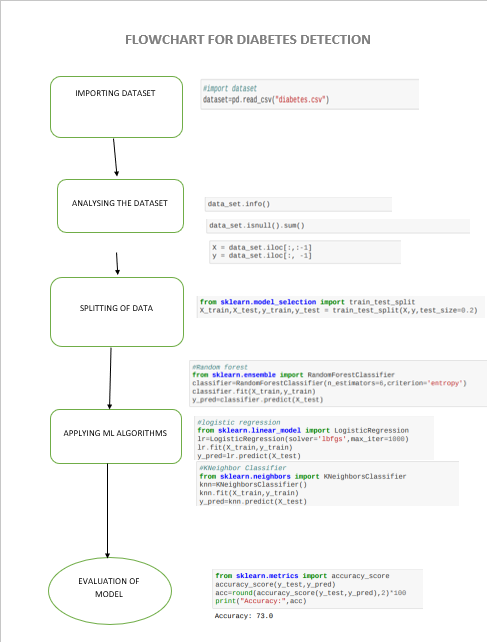 FLOWCHART FOR DIABETES DETECTION
IMPORTING DATASET
#import dataset
dataset=pd.read_csv("diabetes.csv")
ANALYSING THE DATASET
data_set.info()
data_set.isnull().sum()
X = data_set.iloc[:,:-1]
y = data_set.iloc[:, -1]
SPLITTING OF DATA
from sklearn.model_selection import train_test_split
X_train,X_test,y_train,y_test = train_test_split(X,y,test_size=0.2)
#Random forest
from sklearn.ensemble import RandomForestClassifier
classifier=RandomForestClassifier(n_estimators=6,criterion='entropy')
classifier.fit(X_train,y_train)
y_pred=classifier.predict(X_test)
APPLYING ML ALGORITHMS
#logistic regression
from sklearn.linear_model import LogisticRegression
lr=LogisticRegression(solver='lbfgs',max_iter=1000)
lr.fit(X_train,y_train)
y_pred=lr.predict(X_test)
#KNeighbor Classifier
from sklearn.neighbors import KNeighborsClassifier
knn=KNeighborsClassifier()
knn.fit(X_train,y_train)
y_pred=knn.predict(X_test)
EVALUATION OF
MODEL
from sklearn.metrics import accuracy_score
accuracy_score(y_test,y_pred)
acc=round(accuracy_score(y_test,y_pred),2)*100
print("Accuracy:",acc)
Accuracy: 73.0